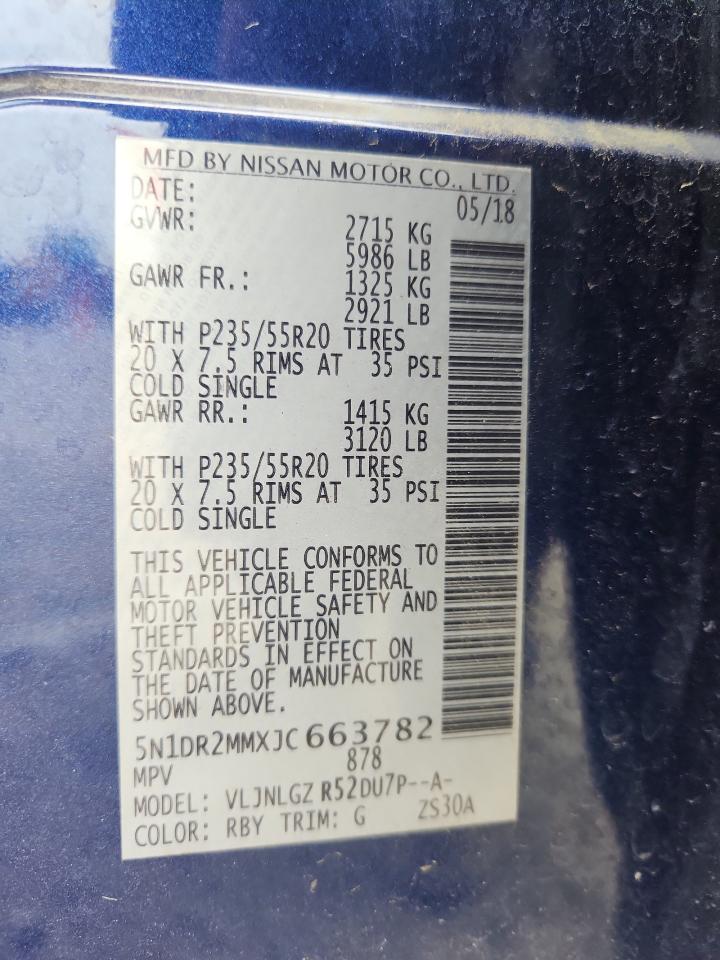 MFD BY NISSAN MOTOR CO., LTD.
DATE: 05/18
GVWR: 2715 KG
5986 LB
GAWR FR.: 1325 KG
2921 LB
WITH P235/55R20 TIRES
20 X 7.5 RIMS AT 35 PSI
COLD SINGLE
GAWR RR.: 1415 KG
3120 LB
WITH P235/55R20 TIRES
20 X 7.5 RIMS AT 35 PSI
COLD SINGLE
THIS VEHICLE CONFORMS TO
ALL APPLICABLE FEDERAL
MOTOR VEHICLE SAFETY AND
THEFT PREVENTION
STANDARDS IN EFFECT ON
THE DATE OF MANUFACTURE
SHOWN ABOVE.
5N1DR2MMXJC663782
MPV 878
MODEL: VLJNLGZ R52DU7P--A-
COLOR: RBY TRIM: G ZS30A